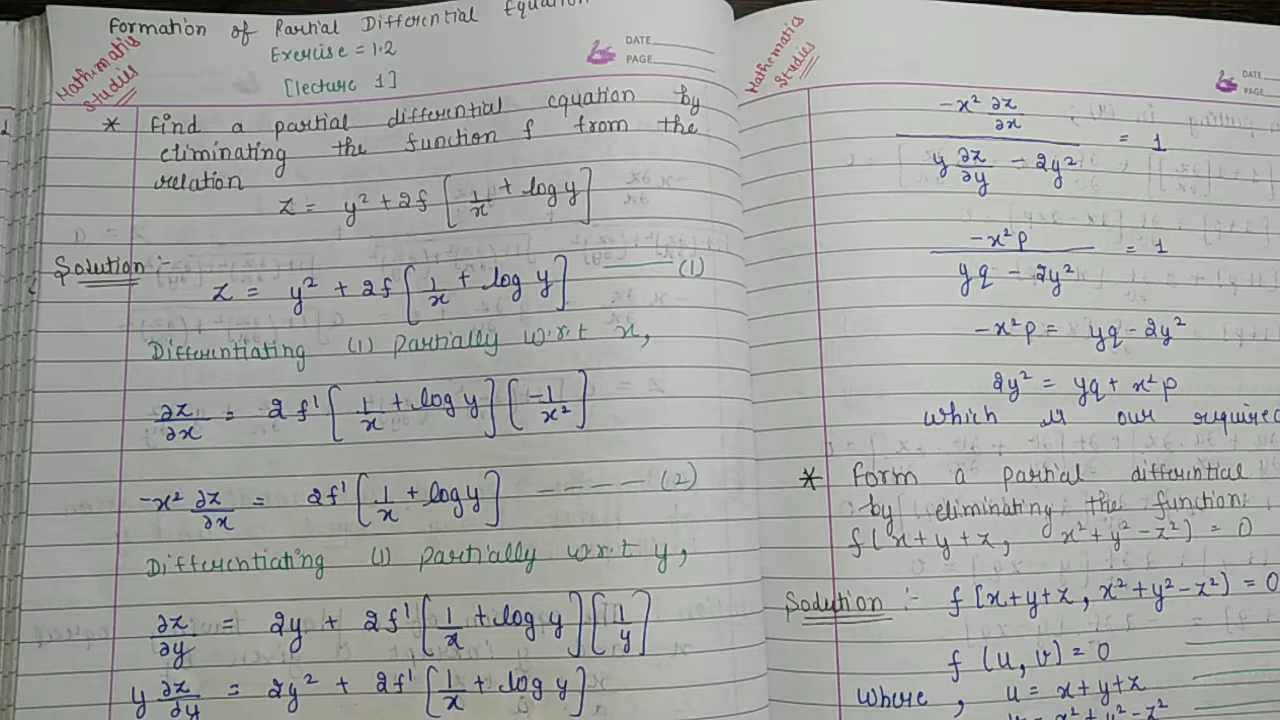 Formation of Partial Differential Equation
Exercise = 1.2
[lecture 1]
Mathematics Studies
DATE
PAGE
* Find a partial differential equation by
eliminating the function f from the
relation
z = y² + 2f [1/x + log y]
Solution :-
z = y² + 2f [1/x + log y] ——— (1)
Differentiating (1) partially w.r.t x,
∂z/∂x = 2f' [1/x + log y] [-1/x²]
-x² ∂z/∂x = 2f' [1/x + log y] ---- (2)
Differentiating (1) partially w.r.t y,
∂z/∂y = 2y + 2f' [1/x + log y] [1/y]
y ∂z/∂y = 2y² + 2f' [1/x + log y]
Mathematics Studies
DATE
PAGE
-x² ∂z/∂x / (y ∂z/∂y - 2y²) = 1
-x²p / (yq - 2y²) = 1
-x²p = yq - 2y²
2y² = yq + x²p
which is our required
* Form a partial differential
by eliminating the function
f(x+y+z, x²+y²-z²) = 0
Solution :- f(x+y+z, x²+y²-z²) = 0
f(u, v) = 0
where, u = x+y+z
x²+y²-z²